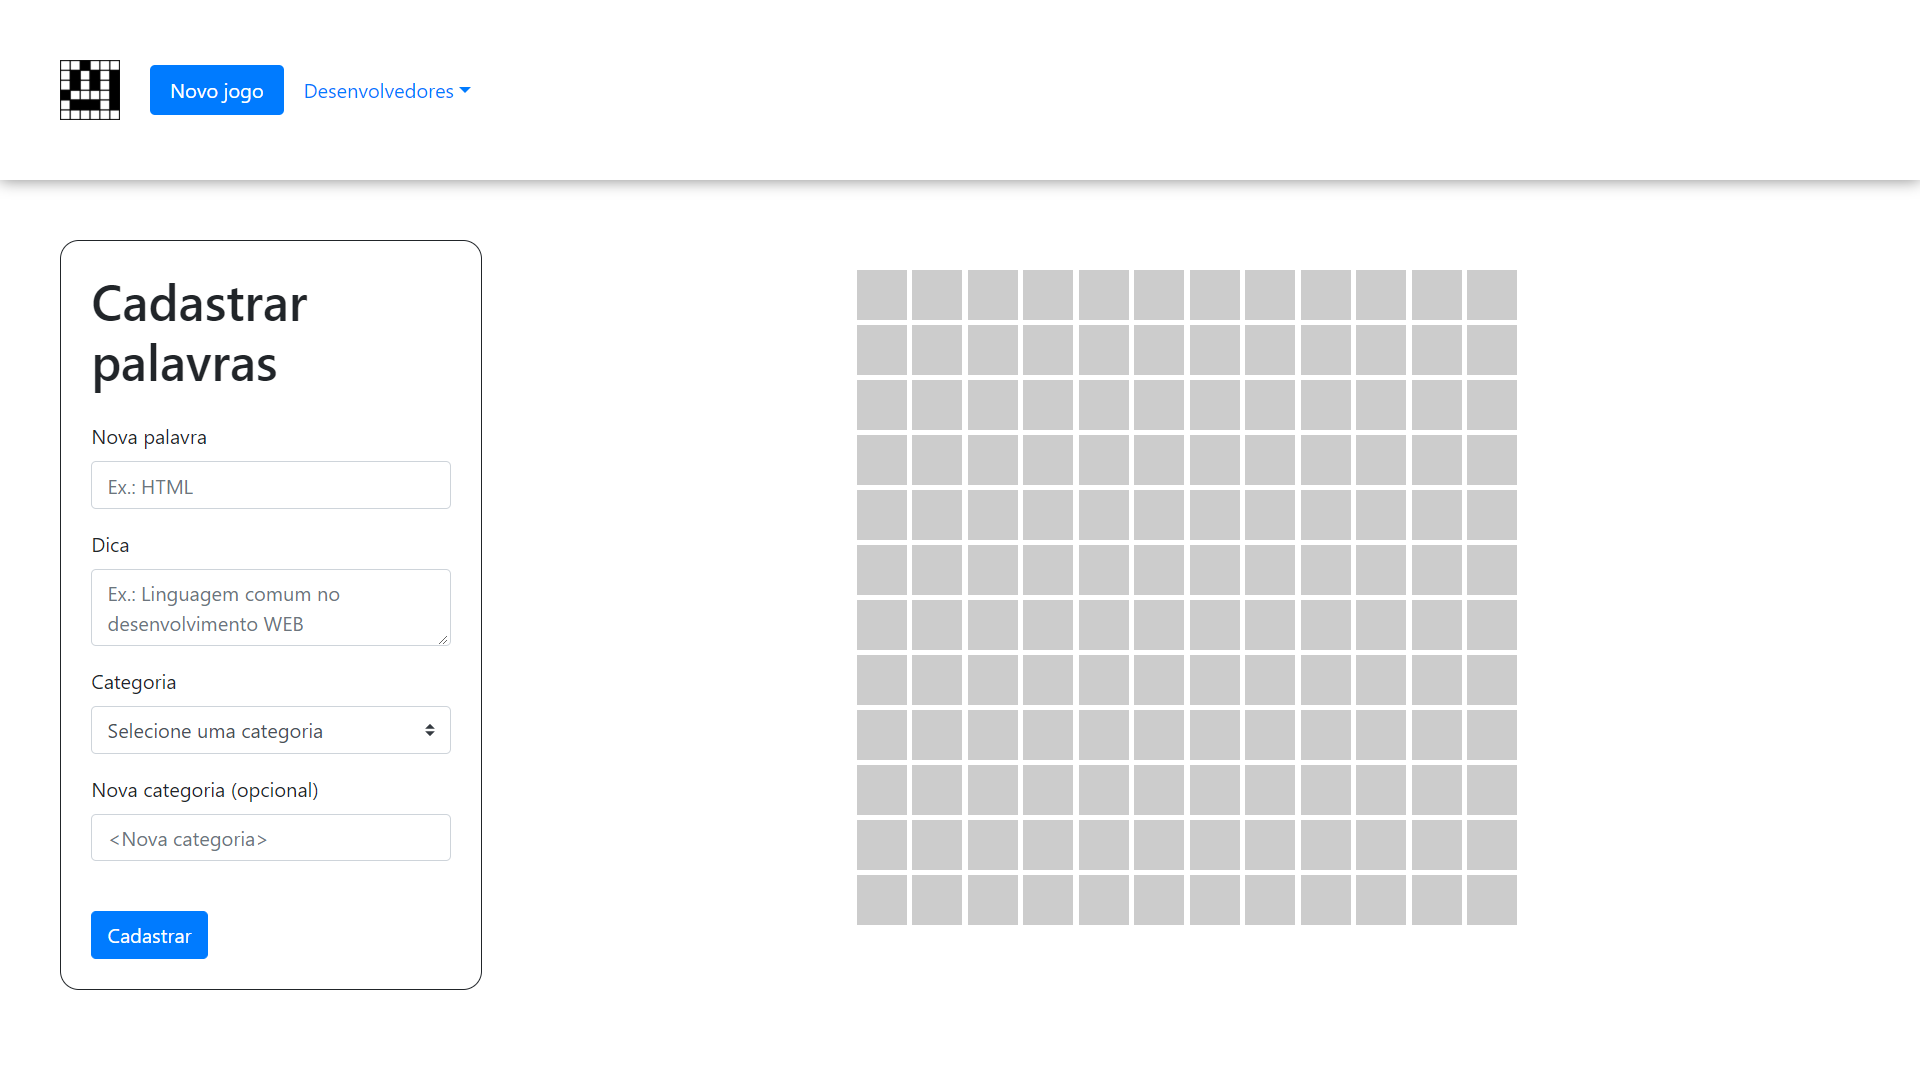 Novo jogo
Desenvolvedores
Cadastrar
palavras
Nova palavra
Ex.: HTML
Dica
Ex.: Linguagem comum no
desenvolvimento WEB
Categoria
Selecione uma categoria
Nova categoria (opcional)
<Nova categoria>
Cadastrar